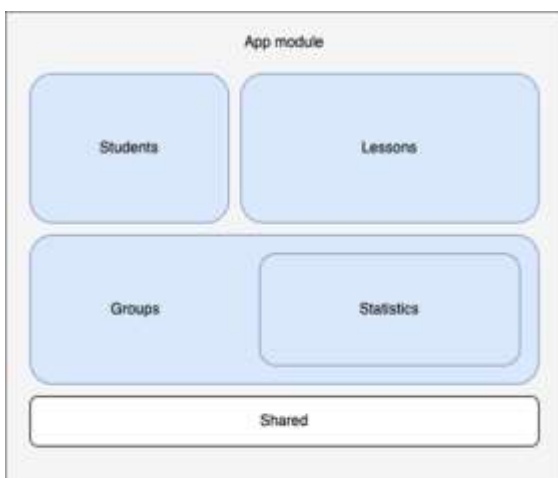 App module
Students
Lessons
Groups
Statistics
Shared